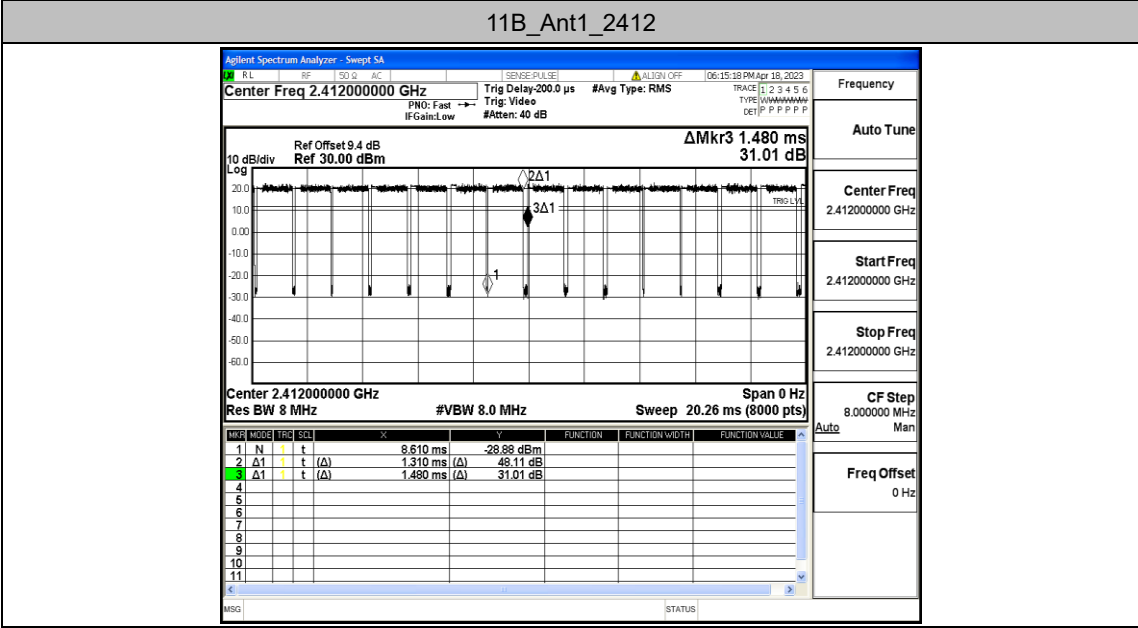 11B_Ant1_2412
Agilent Spectrum Analyzer - Swept SA
RL RF 50 Ω AC SENSE:PULSE ALIGN OFF 06:15:18 PM Apr 18, 2023
Center Freq 2.412000000 GHz
PNO: Fast
IFGain:Low
Trig Delay-200.0 µs
Trig: Video
#Atten: 40 dB
#Avg Type: RMS
TRACE 1 2 3 4 5 6
TYPE
DET P P P P P P
ΔMkr3 1.480 ms
31.01 dB
Ref Offset 9.4 dB
10 dB/div Ref 30.00 dBm
Log
20.0
10.0
0.00
-10.0
-20.0
-30.0
-40.0
-50.0
-60.0
2Δ1
TRIG LVL
3Δ1
1
Center 2.412000000 GHz Span 0 Hz
Res BW 8 MHz #VBW 8.0 MHz Sweep 20.26 ms (8000 pts)
MKR MODE TRC SCL X Y FUNCTION FUNCTION WIDTH FUNCTION VALUE
1 N 1 t 8.610 ms -28.88 dBm
2 Δ1 1 t (Δ) 1.310 ms (Δ) 48.11 dB
3 Δ1 1 t (Δ) 1.480 ms (Δ) 31.01 dB
4
5
6
7
8
9
10
11
MSG STATUS
Frequency
Auto Tune
Center Freq
2.412000000 GHz
Start Freq
2.412000000 GHz
Stop Freq
2.412000000 GHz
CF Step
8.000000 MHz
Auto Man
Freq Offset
0 Hz